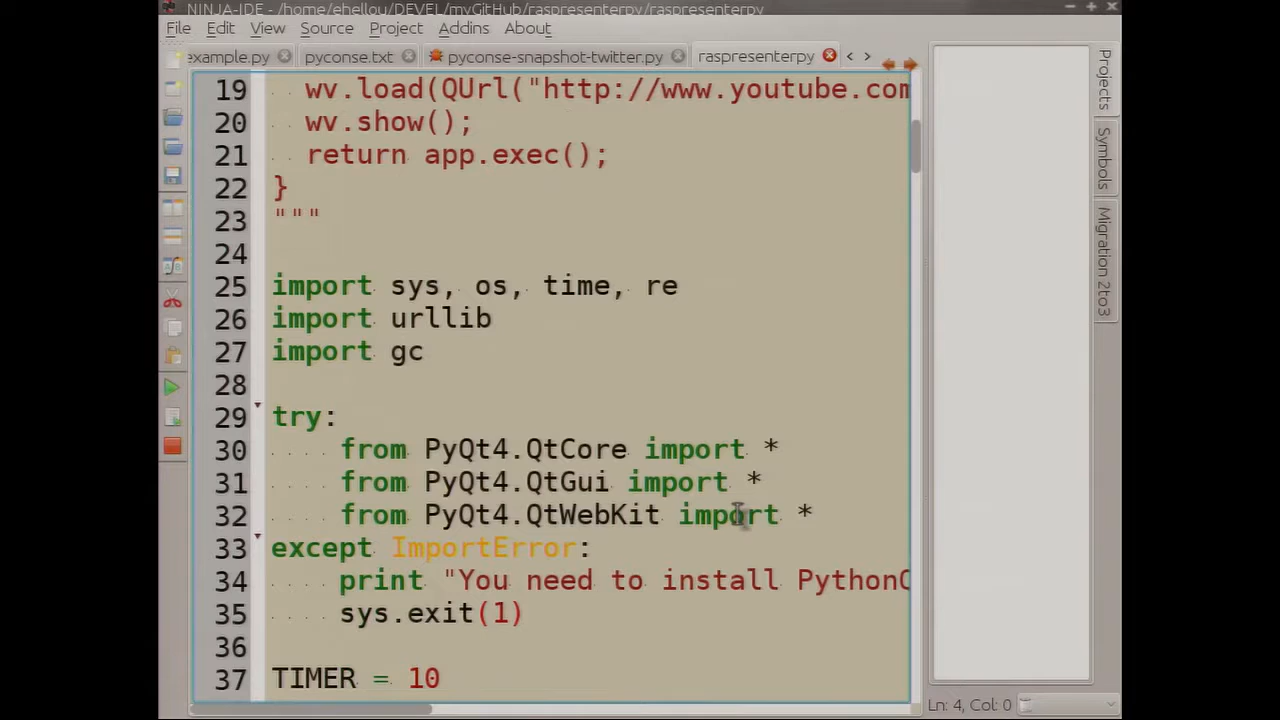 NINJA-IDE - /home/ehellou/DEVEL/myGitHub/raspresenterpy/raspresenterpy
File Edit View Source Project Addins About
example.py pyconse.txt pyconse-snapshot-twitter.py raspresenterpy
19 wv.load(QUrl("http://www.youtube.com
20 wv.show();
21 return app.exec();
22 }
23 """
24
25 import sys, os, time, re
26 import urllib
27 import gc
28
29 try:
30 from PyQt4.QtCore import *
31 from PyQt4.QtGui import *
32 from PyQt4.QtWebKit import *
33 except ImportError:
34 print "You need to install Python
35 sys.exit(1)
36
37 TIMER = 10
Projects
Symbols
Migration 2to3
Ln: 4, Col: 0